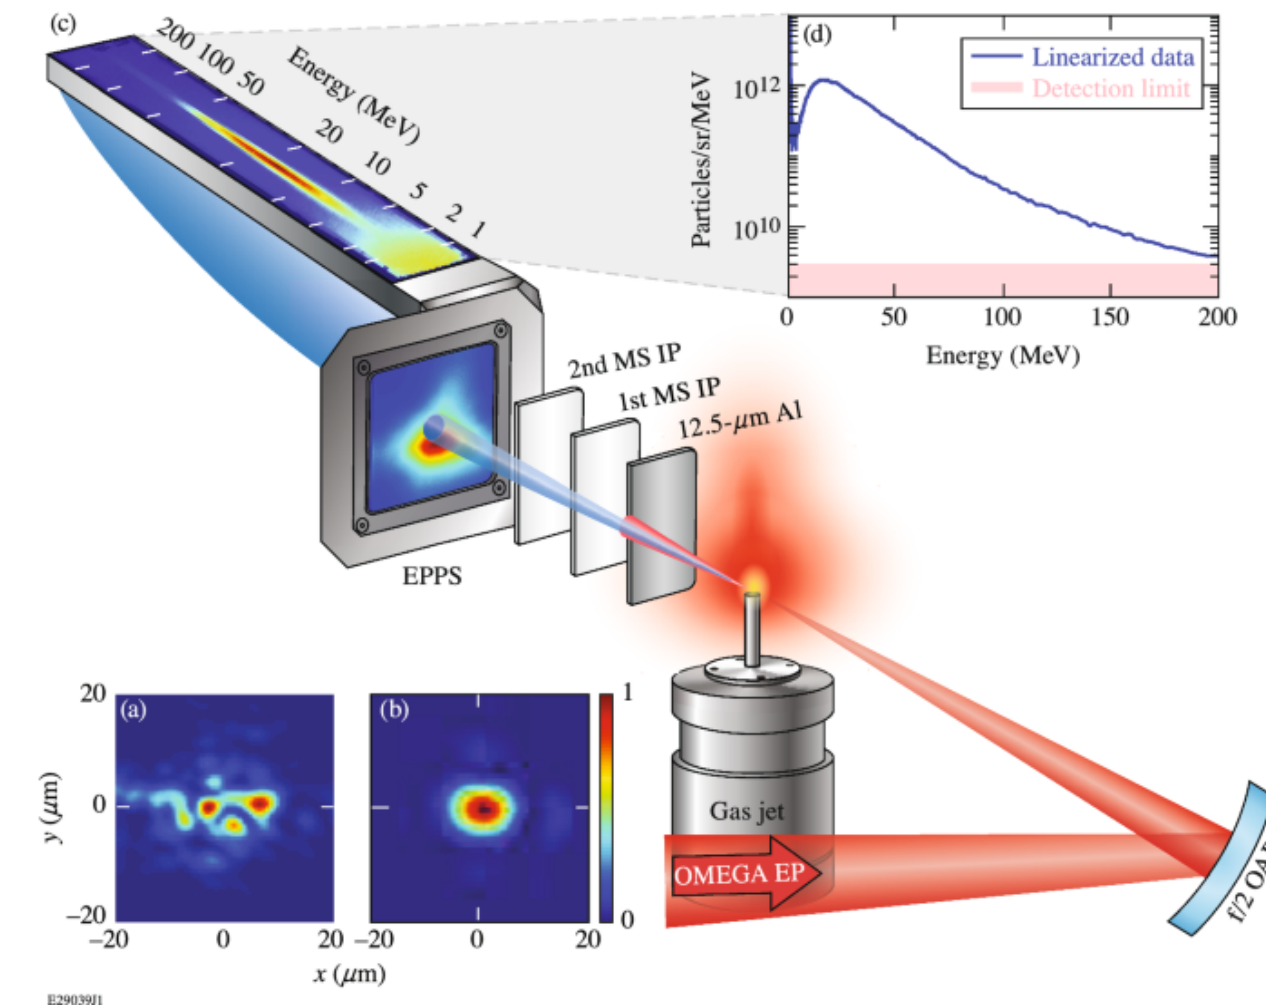 (c)
200 100 50 20 10 5 2 1
Energy (MeV)
(d)
Linearized data
Detection limit
Particles/sr/MeV
10¹²
10¹⁰
0 50 100 150 200
Energy (MeV)
2nd MS IP
1st MS IP
12.5-μm Al
EPPS
Gas jet
OMEGA EP
f/2
(a)
20
0
–20
y (μm)
–20 0 20
(b)
1
0
–20 0 20
x (μm)
E29039J1